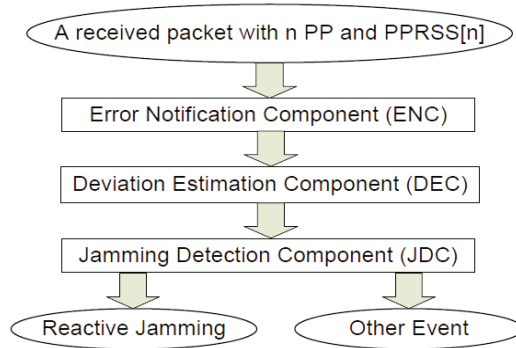 A received packet with n PP and PPRSS[n]
Error Notification Component (ENC)
Deviation Estimation Component (DEC)
Jamming Detection Component (JDC)
Reactive Jamming
Other Event